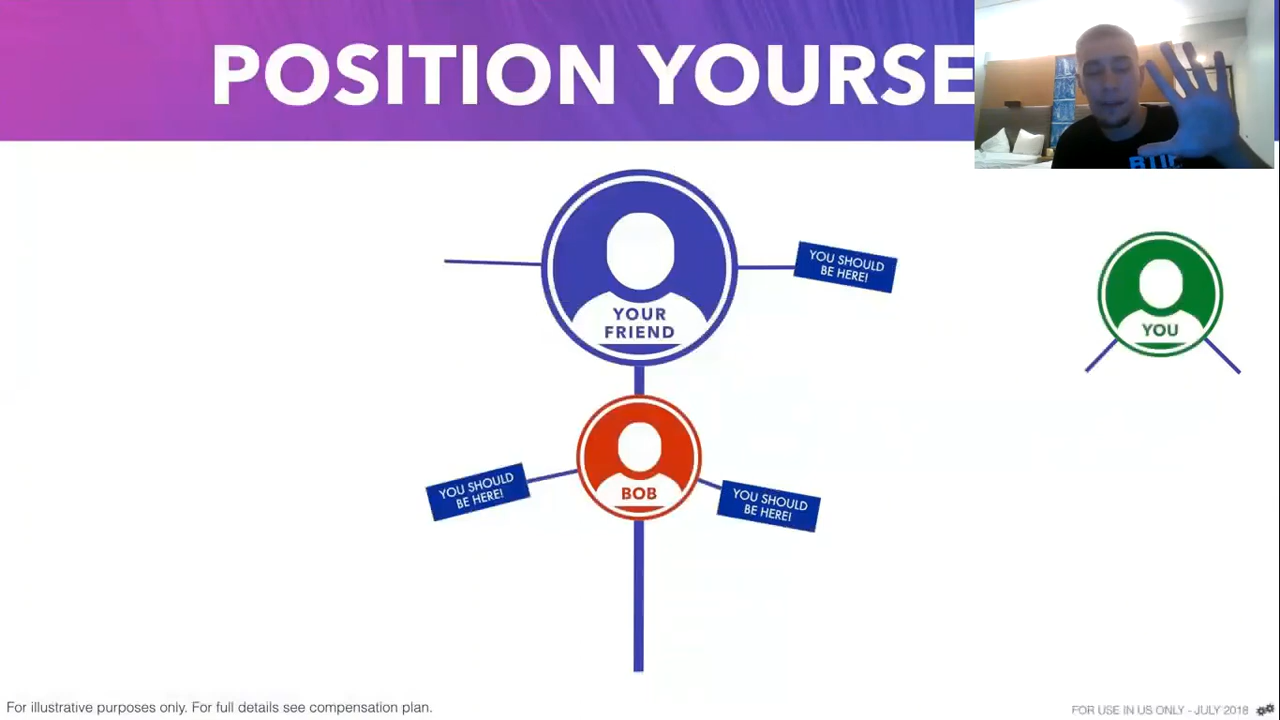 POSITION YOURSE
YOU SHOULD
BE HERE!
YOUR
FRIEND
YOU
YOU SHOULD
BE HERE!
BOB
YOU SHOULD
BE HERE!
For illustrative purposes only. For full details see compensation plan.
FOR USE IN US ONLY - JULY 2018